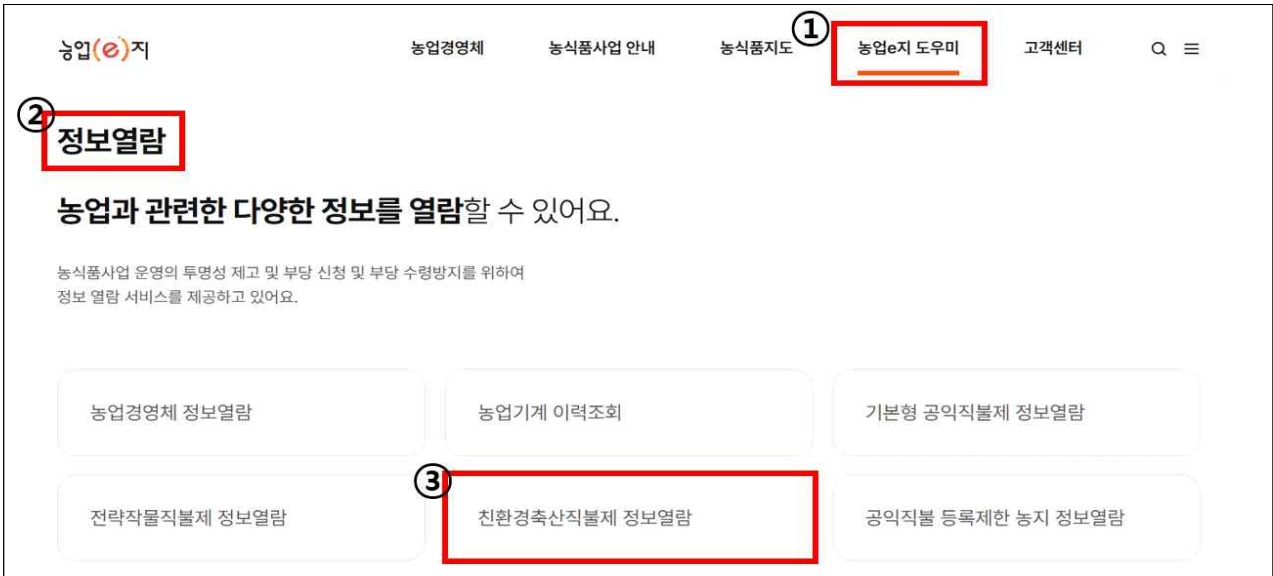 농업(e)지
농업경영체
농식품사업 안내
농식품지도
①
농업e지 도우미
고객센터
②
정보열람
농업과 관련한 다양한 정보를 열람할 수 있어요.
농식품사업 운영의 투명성 제고 및 부당 신청 및 부당 수령방지를 위하여
정보 열람 서비스를 제공하고 있어요.
농업경영체 정보열람
농업기계 이력조회
기본형 공익직불제 정보열람
전략작물직불제 정보열람
③
친환경축산직불제 정보열람
공익직불 등록제한 농지 정보열람